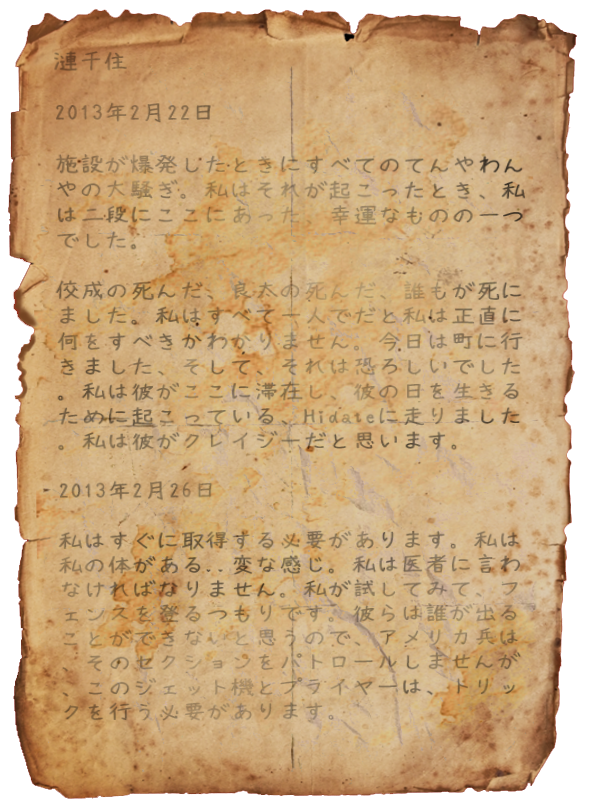 漣千住
2013年2月22日
施設が爆発したときにすべてのてんやわん
やの大騒ぎ。私はそれが起こったとき、私
は二段にここにあった、幸運なものの一つ
でした。
佼成の死んだ、良太の死んだ、誰もが死に
ました。私はすべて一人でだと私は正直に
何をすべきかわかりません。今日は町に行
きました、そして、それは恐ろしいでした
。私は彼がここに滞在し、彼の日を生きる
ために起こっている、Hidateに走りました
。私は彼がクレイジーだと思います。
2013年2月26日
私はすぐに取得する必要があります。私は
私の体がある..変な感じ。私は医者に言わ
なければなりません。私が試してみて、フ
ェンスを登るつもりです。彼らは誰が出る
ことができないと思うので、アメリカ兵は
、そのセクションをパトロールしませんが
、このジェット機とプライヤーは、トリッ
クを行う必要があります。